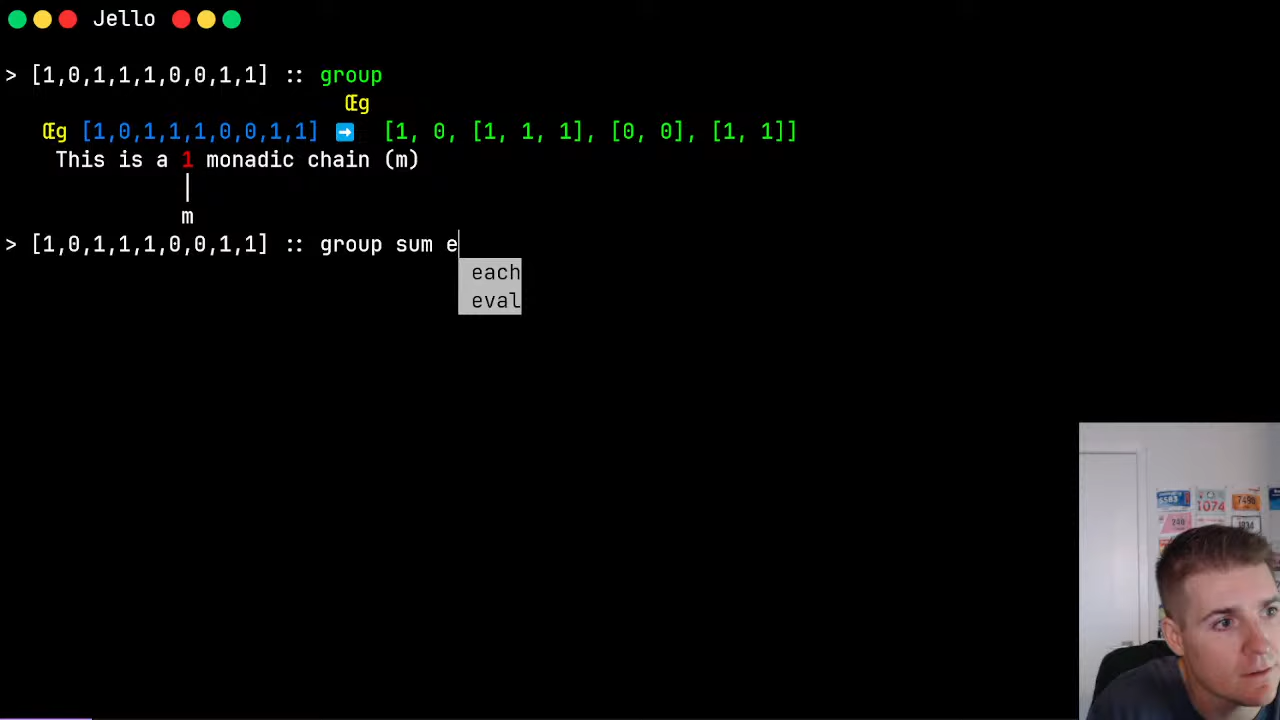 Jello
> [1,0,1,1,1,0,0,1,1] :: group
Œg
Œg [1,0,1,1,1,0,0,1,1] ➡ [1, 0, [1, 1, 1], [0, 0], [1, 1]]
This is a 1 monadic chain (m)
|
m
> [1,0,1,1,1,0,0,1,1] :: group sum e
each
eval
1074